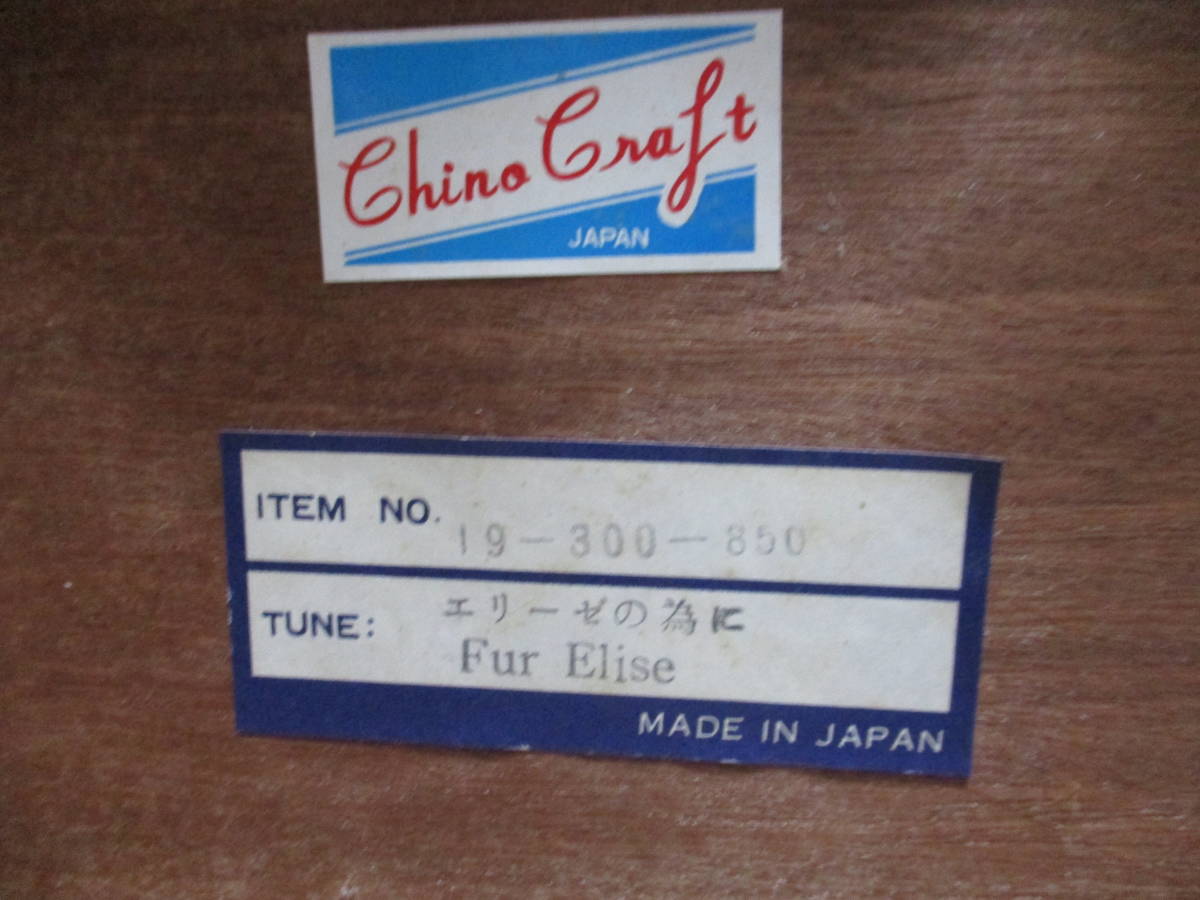 Chino Craft
JAPAN
ITEM NO. 19-300-850
TUNE: エリーゼの為に
Fur Elise
MADE IN JAPAN